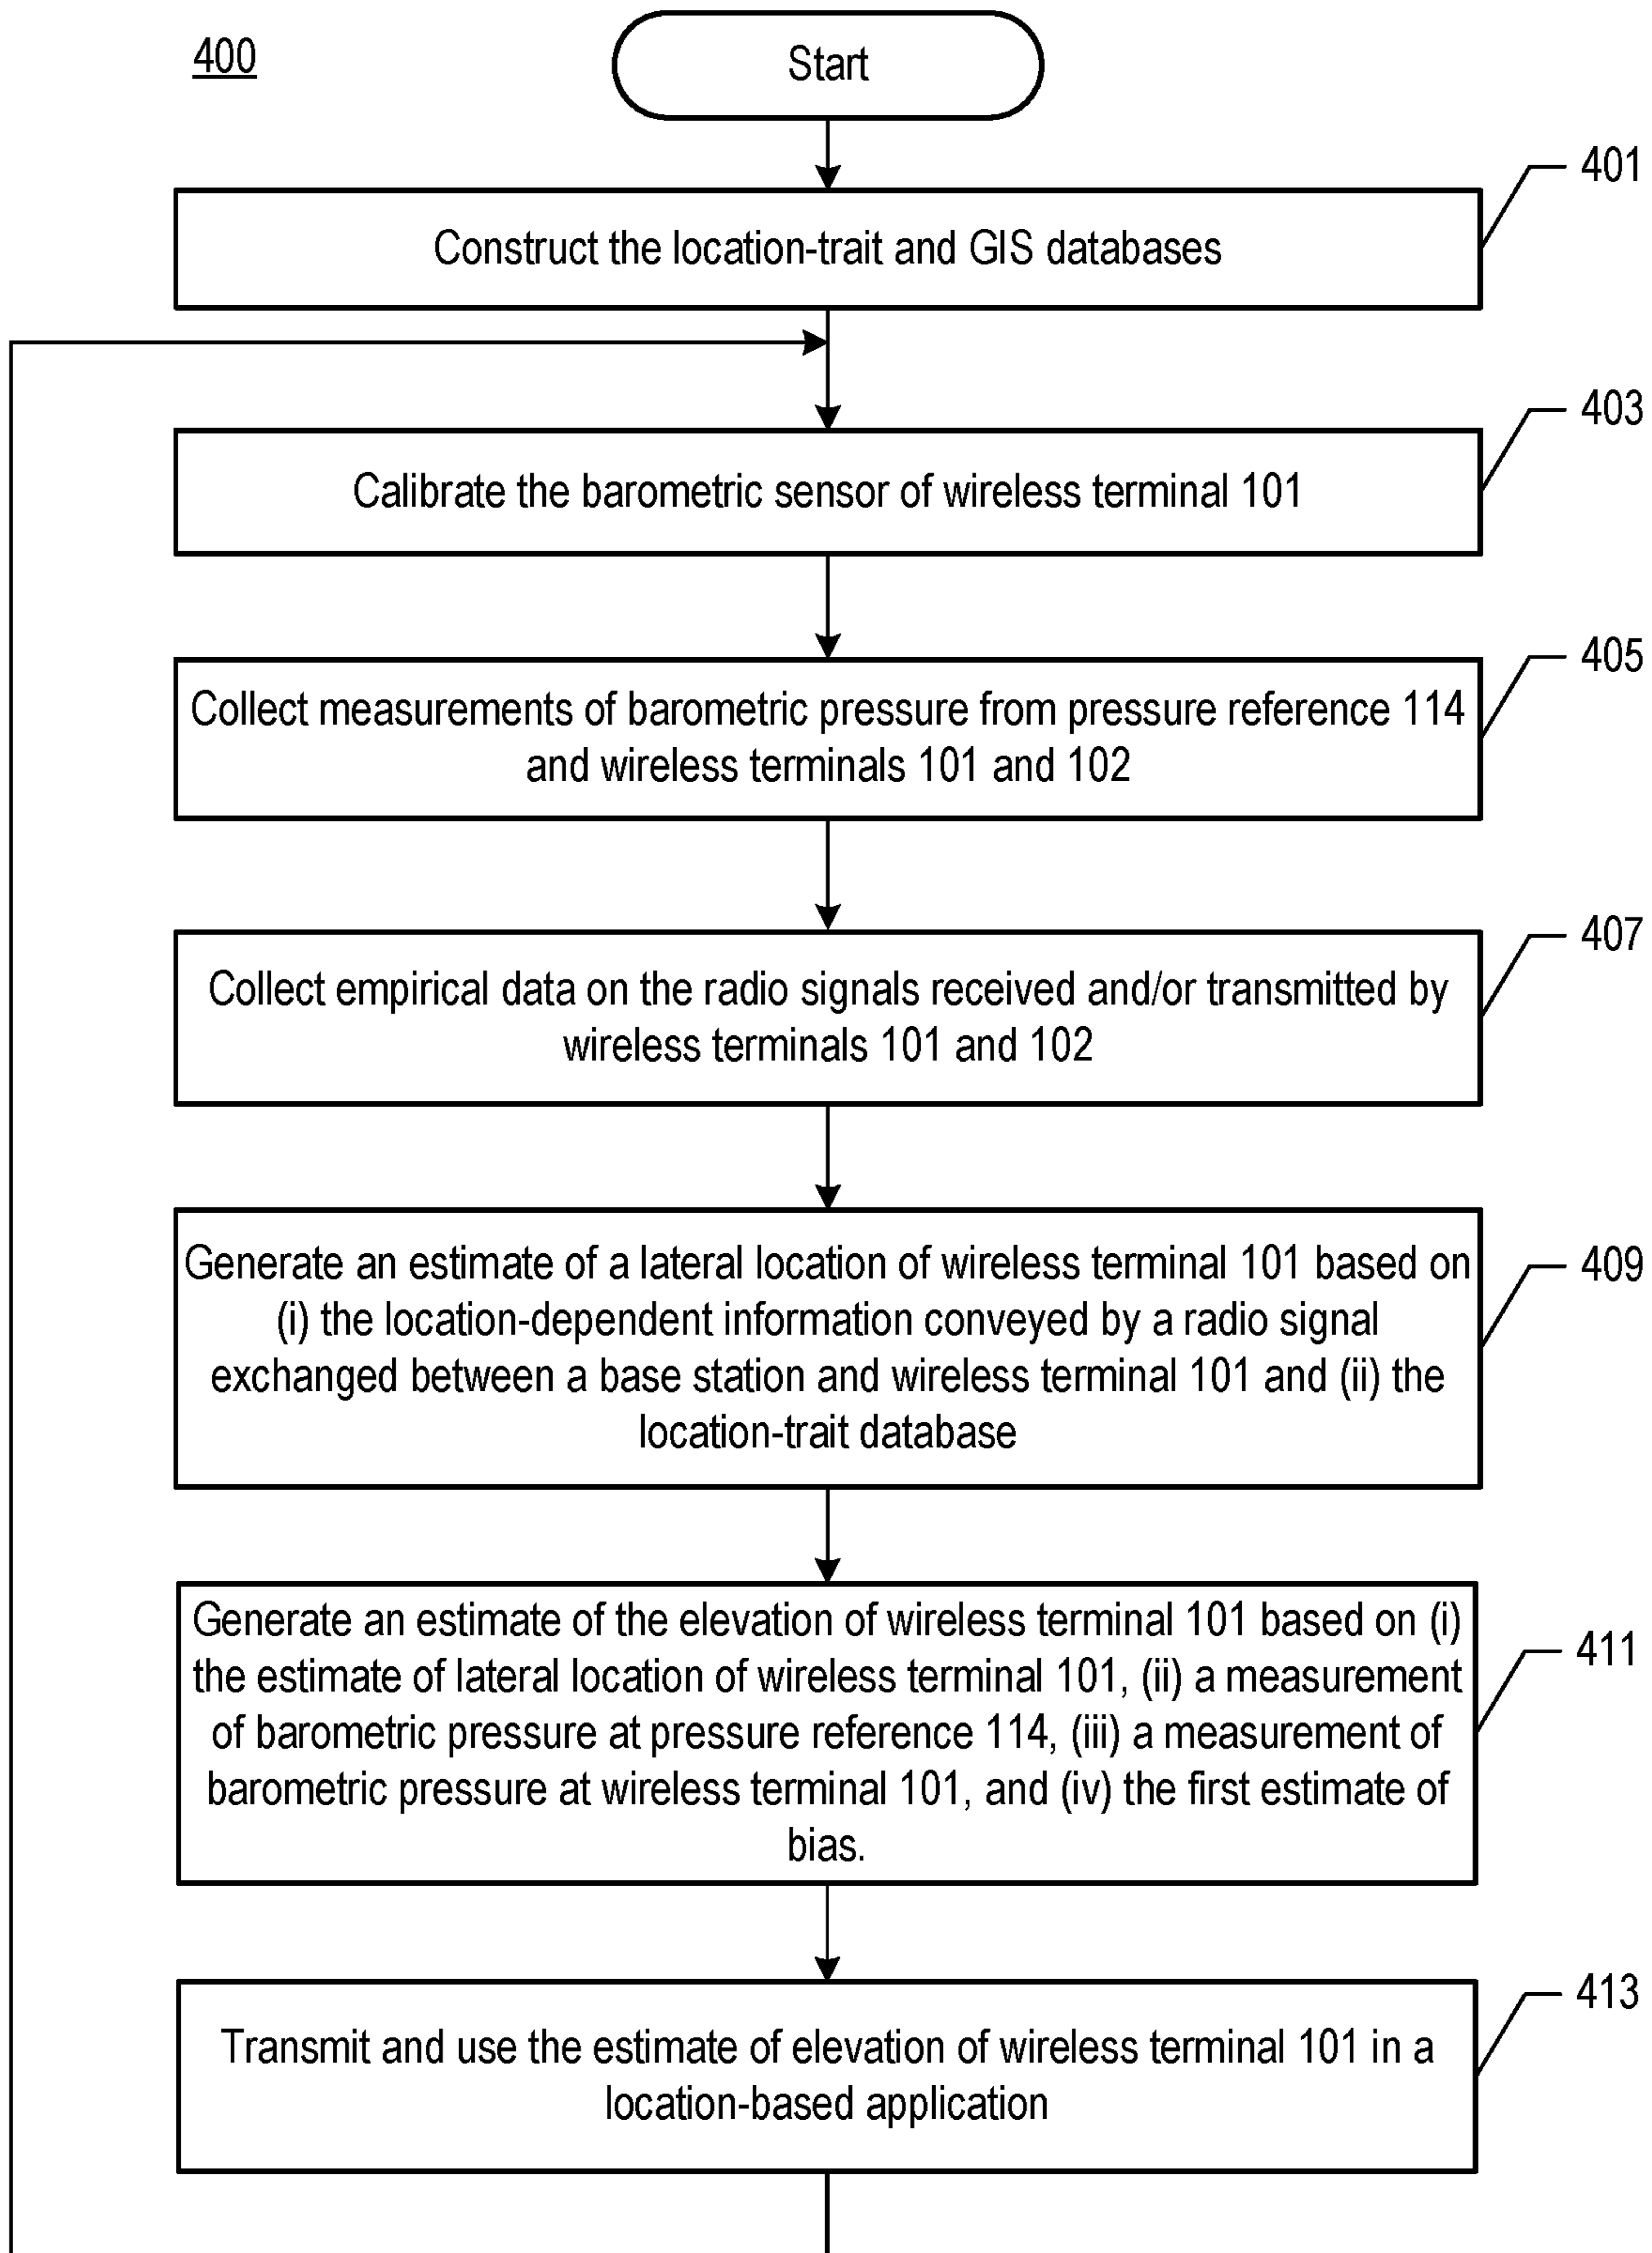 400
Start
401
Construct the location-trait and GIS databases
403
Calibrate the barometric sensor of wireless terminal 101
405
Collect measurements of barometric pressure from pressure reference 114
and wireless terminals 101 and 102
407
Collect empirical data on the radio signals received and/or transmitted by
wireless terminals 101 and 102
409
Generate an estimate of a lateral location of wireless terminal 101 based on
(i) the location-dependent information conveyed by a radio signal
exchanged between a base station and wireless terminal 101 and (ii) the
location-trait database
411
Generate an estimate of the elevation of wireless terminal 101 based on (i)
the estimate of lateral location of wireless terminal 101, (ii) a measurement
of barometric pressure at pressure reference 114, (iii) a measurement of
barometric pressure at wireless terminal 101, and (iv) the first estimate of
bias.
413
Transmit and use the estimate of elevation of wireless terminal 101 in a
location-based application